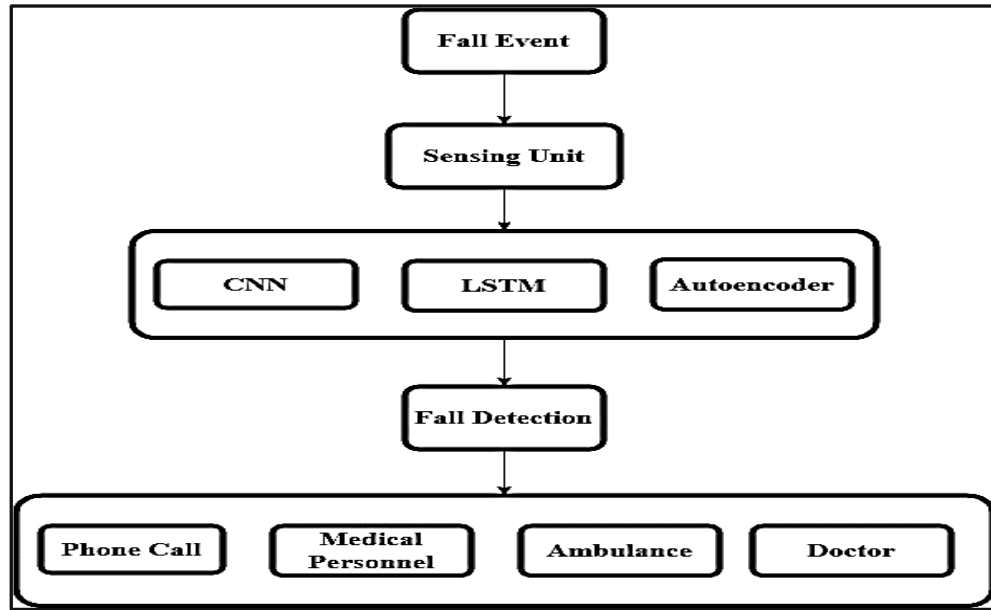 Fall Event
Sensing Unit
CNN
LSTM
Autoencoder
Fall Detection
Phone Call
Medical
Personnel
Ambulance
Doctor